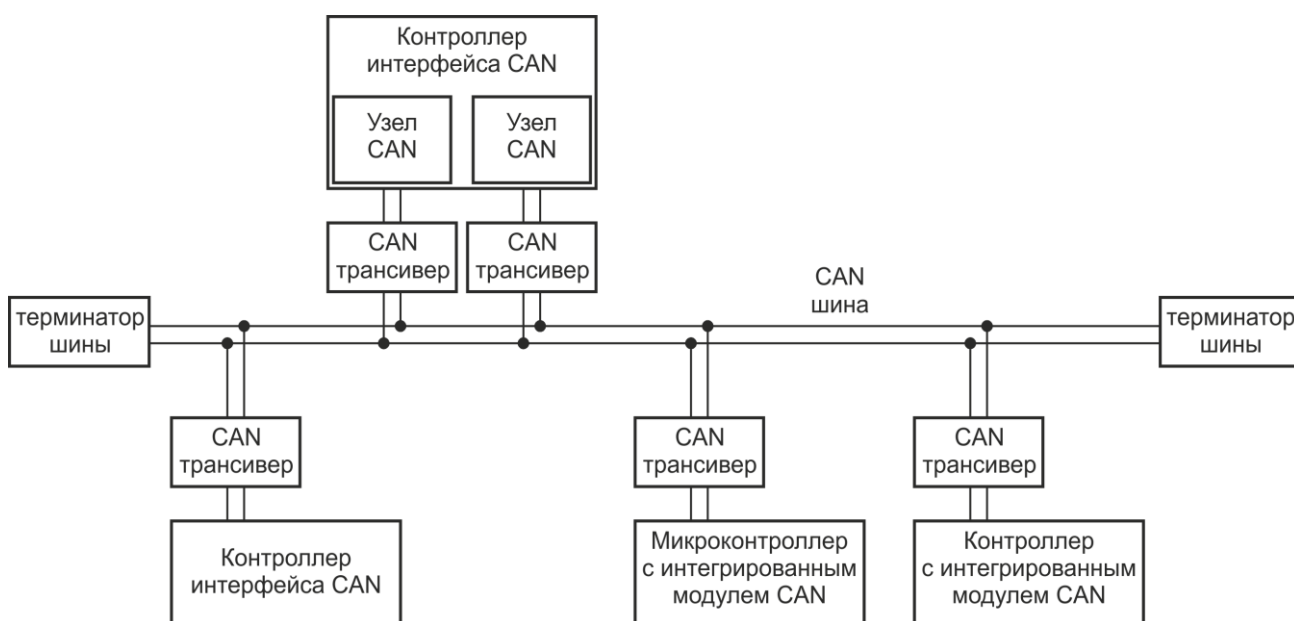 Контроллер
интерфейса CAN
Узел
CAN
Узел
CAN
CAN
трансивер
CAN
трансивер
CAN
шина
терминатор
шины
терминатор
шины
CAN
трансивер
CAN
трансивер
CAN
трансивер
Контроллер
интерфейса CAN
Микроконтроллер
с интегрированным
модулем CAN
Контроллер
с интегрированным
модулем CAN